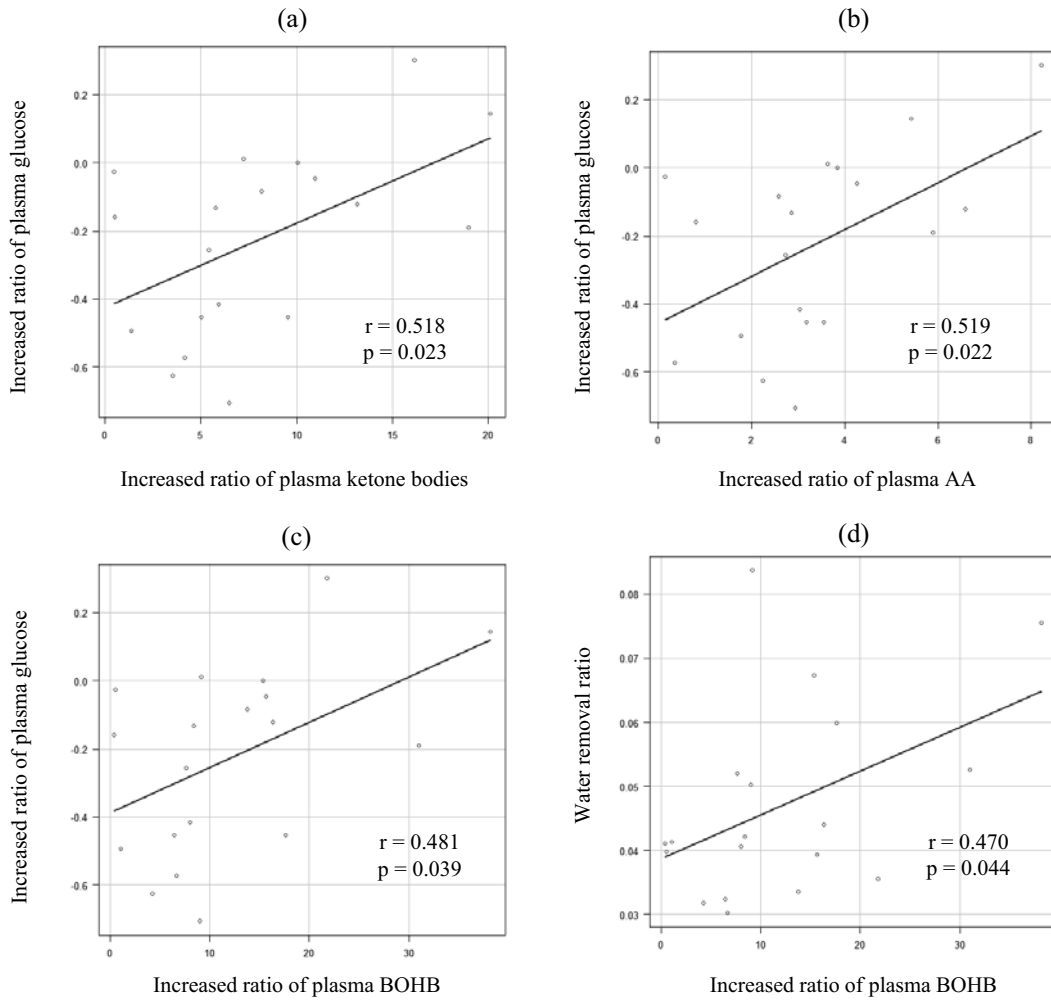 (a)
Increased ratio of plasma glucose
0.2
0.0
-0.2
-0.4
-0.6
r = 0.518
p = 0.023
0 5 10 15 20
Increased ratio of plasma ketone bodies
(b)
Increased ratio of plasma glucose
0.2
0.0
-0.2
-0.4
-0.6
r = 0.519
p = 0.022
0 2 4 6 8
Increased ratio of plasma AA
(c)
Increased ratio of plasma glucose
0.2
0.0
-0.2
-0.4
-0.6
r = 0.481
p = 0.039
0 10 20 30
Increased ratio of plasma BOHB
(d)
Water removal ratio
0.08
0.07
0.06
0.05
0.04
0.03
r = 0.470
p = 0.044
0 10 20 30
Increased ratio of plasma BOHB